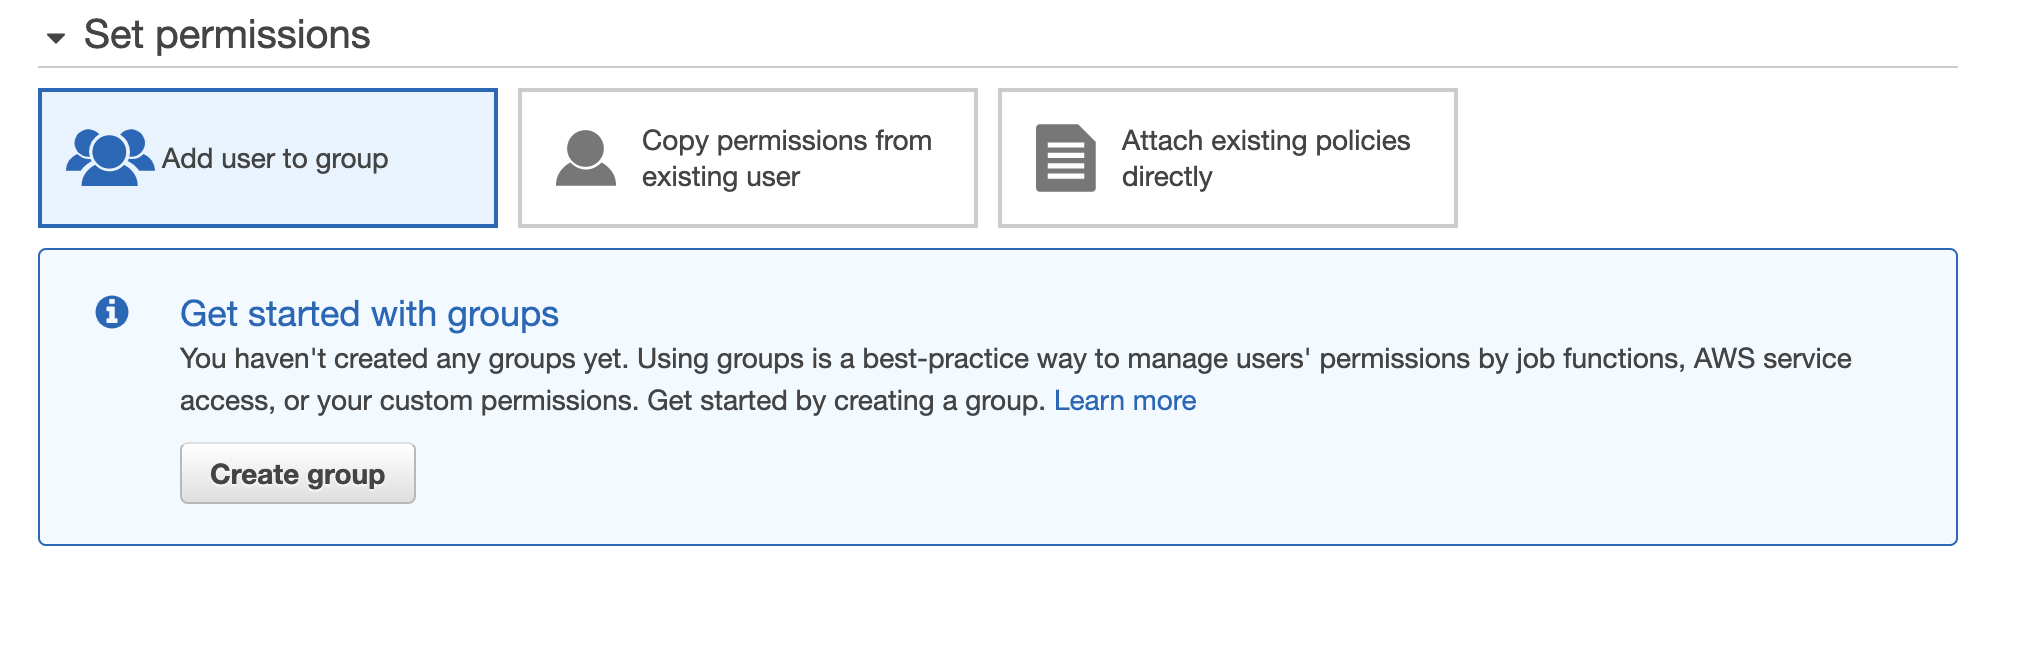 Set permissions
Add user to group
Copy permissions from
existing user
Attach existing policies
directly
Get started with groups
You haven't created any groups yet. Using groups is a best-practice way to manage users' permissions by job functions, AWS service
access, or your custom permissions. Get started by creating a group. Learn more
Create group